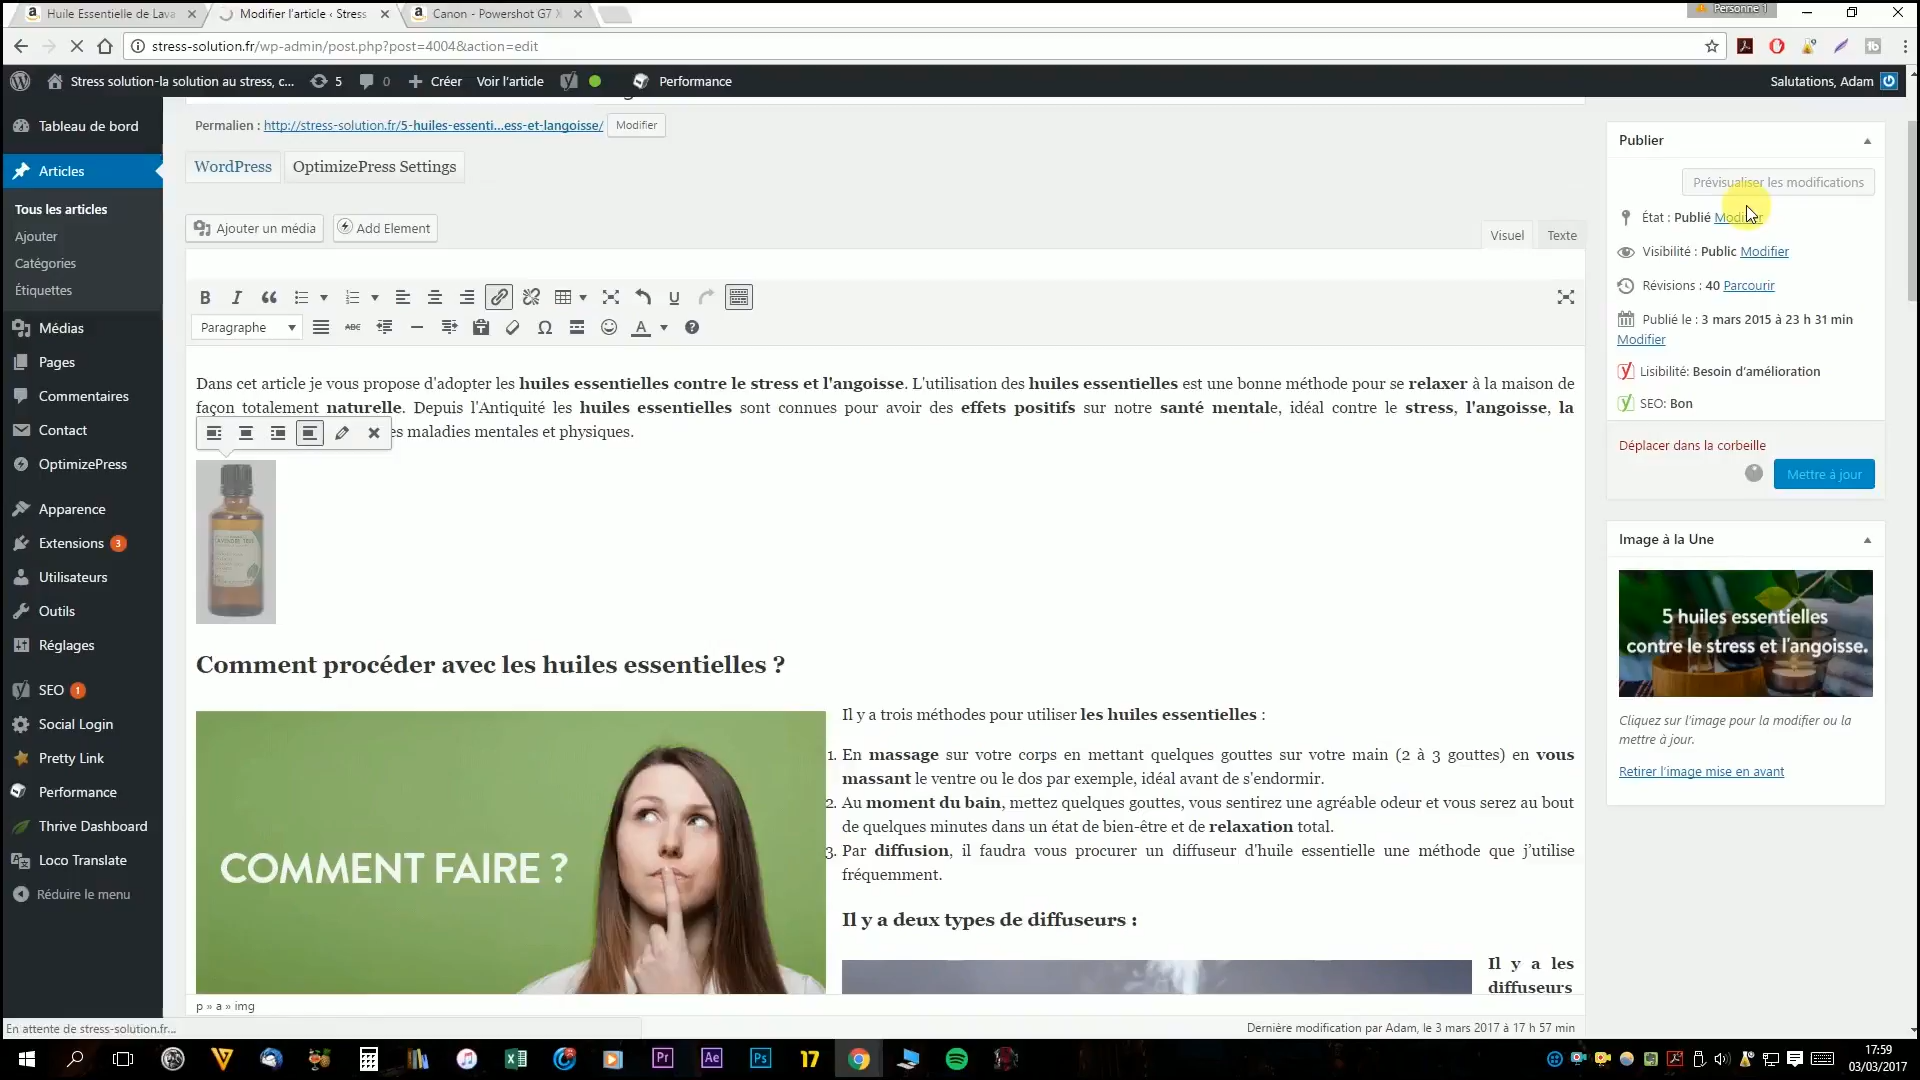 Huile Essentielle de Lava
Modifier l'article ‹ Stress
Canon - Powershot G7 X
Personne 1
stress-solution.fr/wp-admin/post.php?post=4004&action=edit
Stress solution-la solution au stress, c...
5
0
Créer
Voir l'article
Performance
Salutations, Adam
Tableau de bord
Articles
Tous les articles
Ajouter
Catégories
Étiquettes
Médias
Pages
Commentaires
Contact
OptimizePress
Apparence
Extensions 3
Utilisateurs
Outils
Réglages
SEO 1
Social Login
Pretty Link
Performance
Thrive Dashboard
Loco Translate
Réduire le menu
Permalien : http://stress-solution.fr/5-huiles-essenti...ess-et-langoisse/ Modifier
WordPress
OptimizePress Settings
Ajouter un média
Add Element
Visuel
Texte
Paragraphe
Dans cet article je vous propose d'adopter les huiles essentielles contre le stress et l'angoisse. L'utilisation des huiles essentielles est une bonne méthode pour se relaxer à la maison de
façon totalement naturelle. Depuis l'Antiquité les huiles essentielles sont connues pour avoir des effets positifs sur notre santé mentale, idéal contre le stress, l'angoisse, la
es maladies mentales et physiques.
Comment procéder avec les huiles essentielles ?
COMMENT FAIRE ?
Il y a trois méthodes pour utiliser les huiles essentielles :
1. En massage sur votre corps en mettant quelques gouttes sur votre main (2 à 3 gouttes) en vous
massant le ventre ou le dos par exemple, idéal avant de s'endormir.
2. Au moment du bain, mettez quelques gouttes, vous sentirez une agréable odeur et vous serez au bout
de quelques minutes dans un état de bien-être et de relaxation total.
3. Par diffusion, il faudra vous procurer un diffuseur d'huile essentielle une méthode que j'utilise
fréquemment.
Il y a deux types de diffuseurs :
Il y a les
diffuseurs
p » a » img
Dernière modification par Adam, le 3 mars 2017 à 17 h 57 min
Publier
Prévisualiser les modifications
État : Publié Modifier
Visibilité : Public Modifier
Révisions : 40 Parcourir
Publié le : 3 mars 2015 à 23 h 31 min
Modifier
Lisibilité: Besoin d'amélioration
SEO: Bon
Déplacer dans la corbeille
Mettre à jour
Image à la Une
5 huiles essentielles
contre le stress et l'angoisse.
Cliquez sur l'image pour la modifier ou la
mettre à jour.
Retirer l'image mise en avant
En attente de stress-solution.fr...
Pr
Ae
Ps
17
17:59
03/03/2017